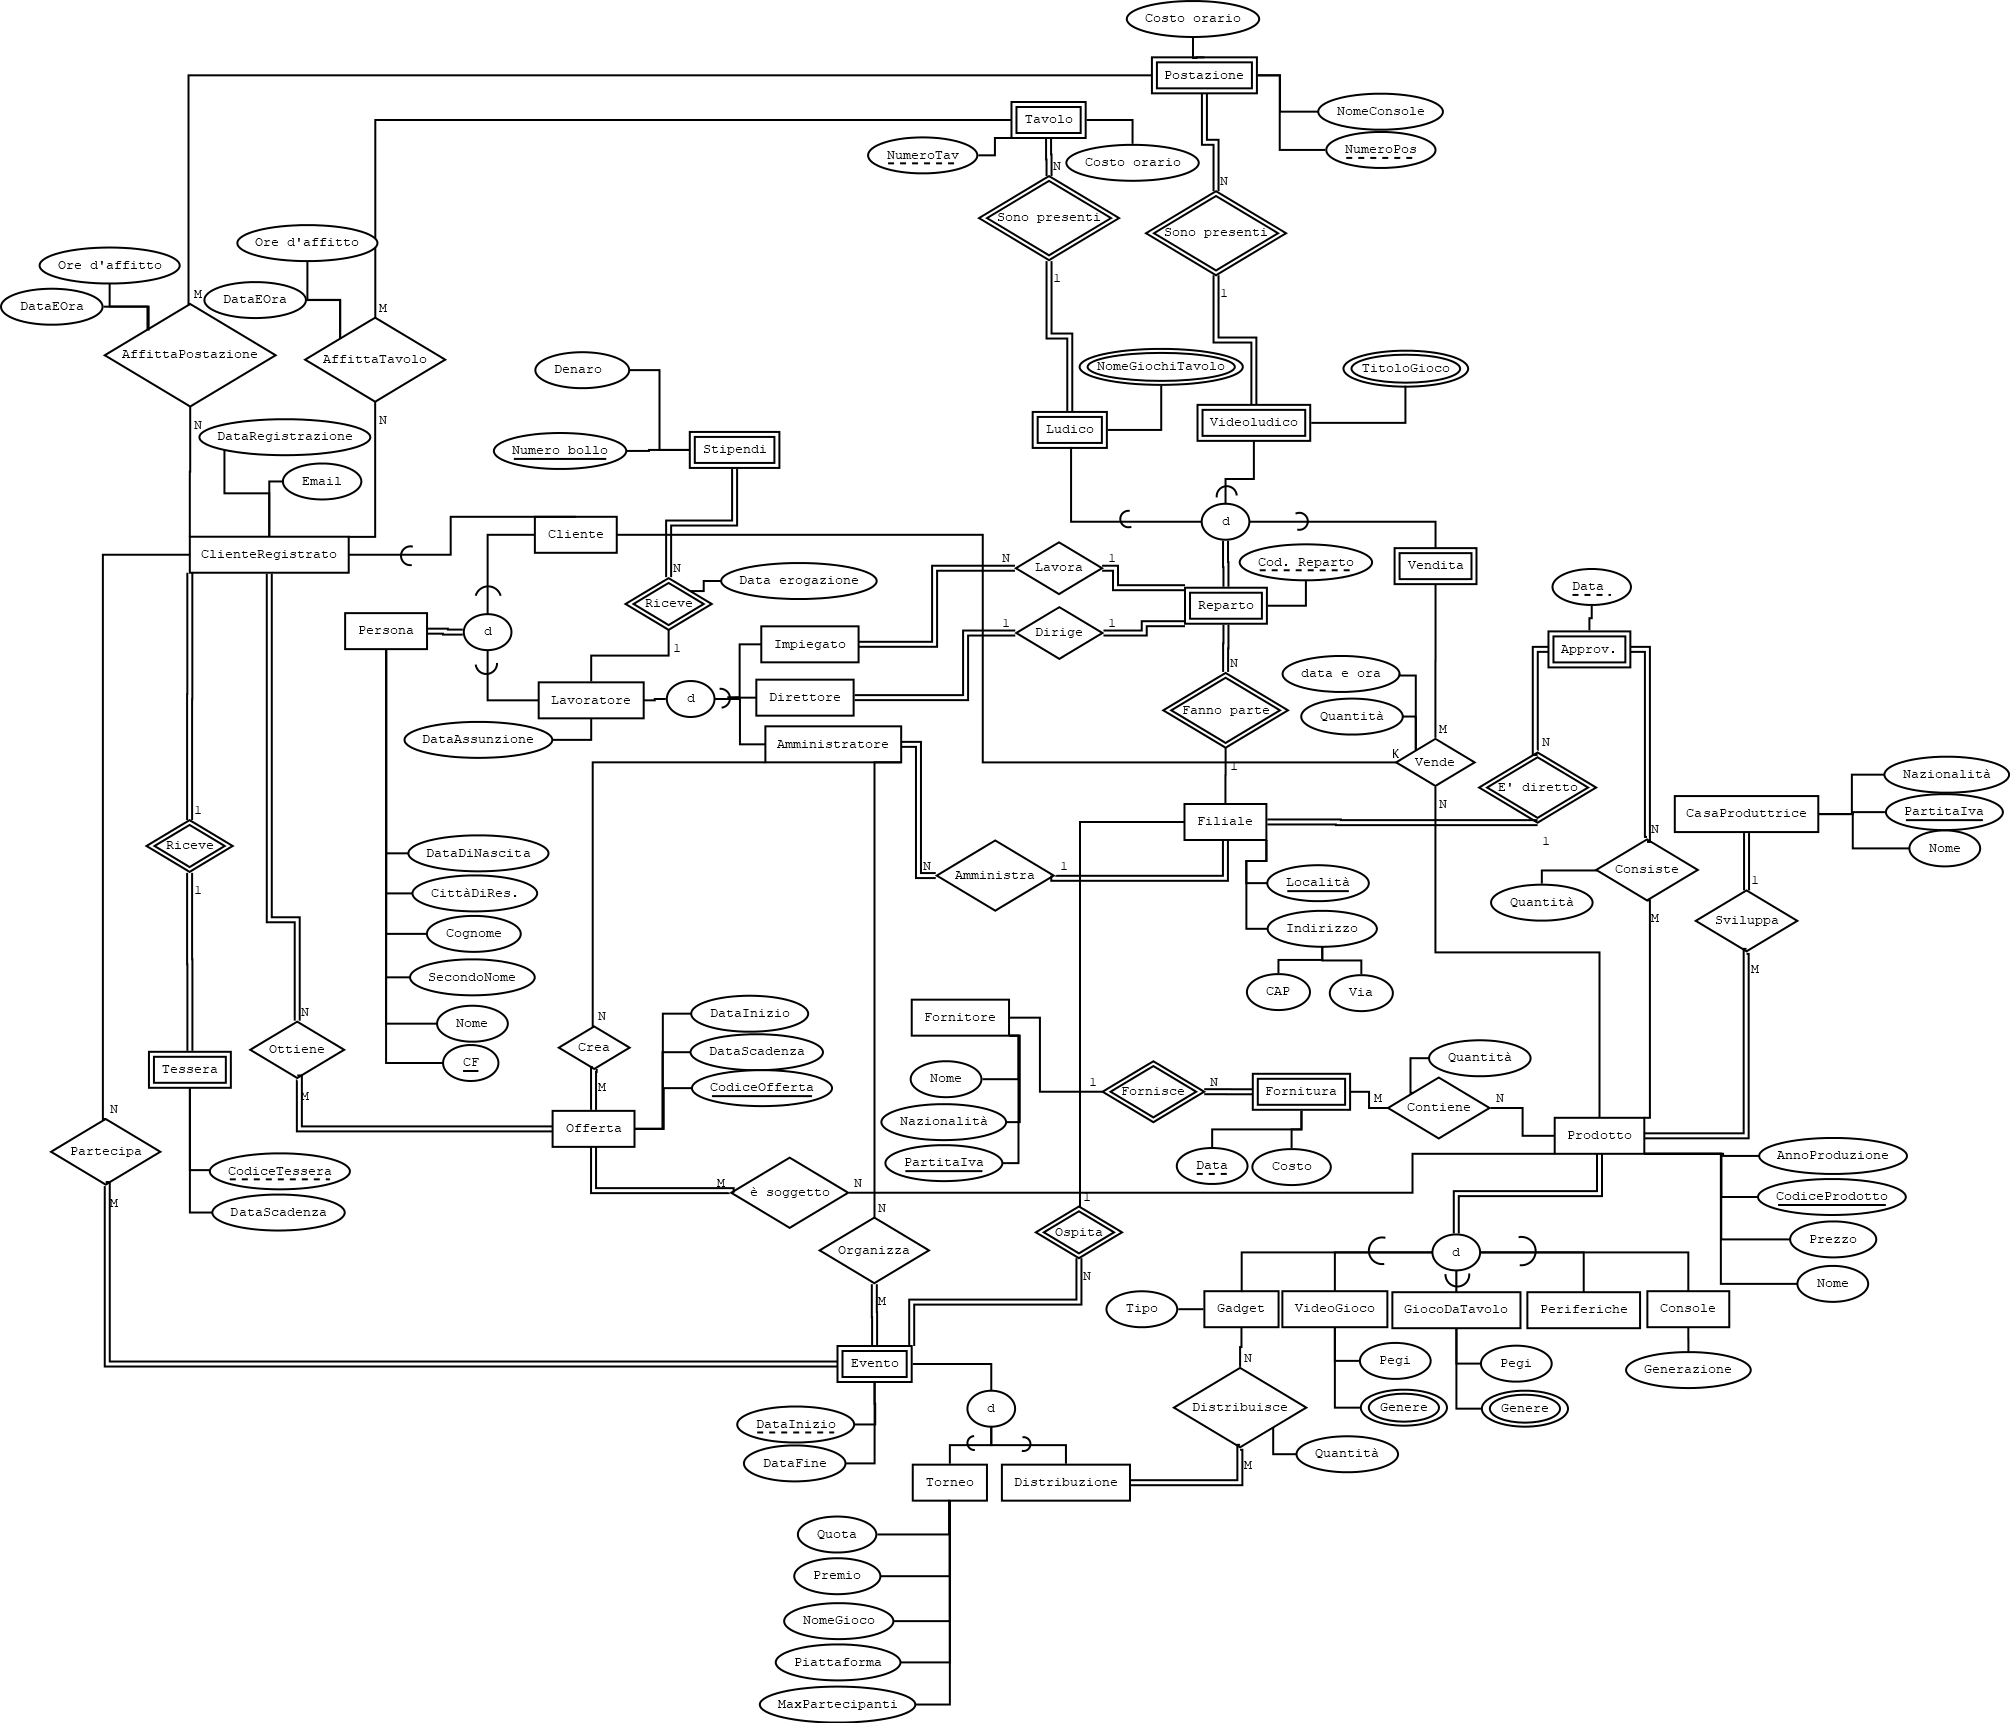 Costo orario
Postazione
NomeConsole
Tavolo
NumeroTav
Costo orario
NumeroPos
N
N
Sono presenti
Sono presenti
Ore d'affitto
Ore d'affitto
1
1
DataEOra
DataEOra
M
M
AffittaPostazione
AffittaTavolo
Denaro
NomeGiochiTavolo
TitoloGioco
N
N
DataRegistrazione
Numero bollo
Stipendi
Ludico
Videoludico
Email
d
ClienteRegistrato
Cliente
N
Lavora
1
Cod. Reparto
Vendita
N
Data erogazione
Riceve
Data
Reparto
Persona
d
1
Dirige
1
Impiegato
1
Approv.
N
Lavoratore
d
Direttore
data e ora
Fanno parte
Quantità
DataAssunzione
Amministratore
M
N
K
Vende
1
E' diretto
Nazionalità
1
Filiale
N
CasaProduttrice
PartitaIva
Riceve
N
1
1
Nome
DataDiNascita
Amministra
Consiste
1
1
CittàDiRes.
Località
Quantità
M
Sviluppa
Cognome
Indirizzo
M
SecondoNome
CAP
Via
N
N
Nome
DataInizio
Fornitore
Ottiene
Crea
DataScadenza
Quantità
CF
Tessera
M
M
CodiceOfferta
Nome
1
Fornisce
N
Fornitura
M
Contiene
N
N
Offerta
Nazionalità
Prodotto
Partecipa
CodiceTessera
PartitaIva
Data
Costo
AnnoProduzione
M
DataScadenza
M
è soggetto
N
1
CodiceProdotto
N
Organizza
Ospita
Prezzo
d
M
N
Nome
Tipo
Gadget
VideoGioco
GiocoDaTavolo
Periferiche
Console
Evento
N
Pegi
Pegi
Generazione
DataInizio
d
Distribuisce
Genere
Genere
DataFine
M
Quantità
Torneo
Distribuzione
Quota
Premio
NomeGioco
Piattaforma
MaxPartecipanti